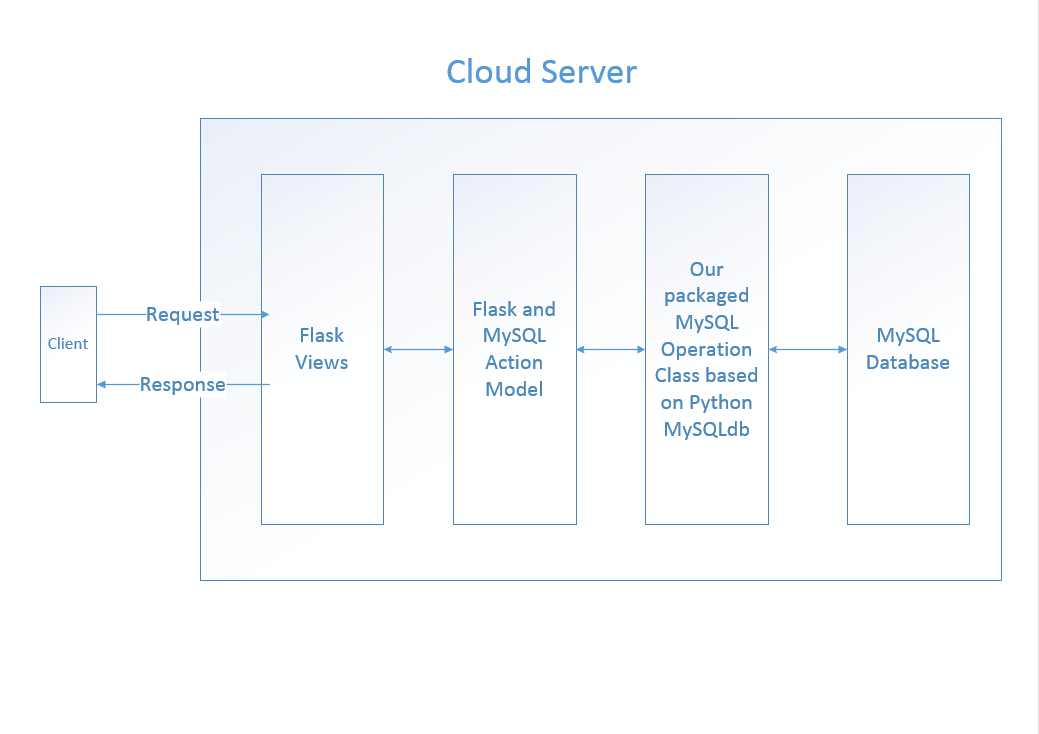 Cloud Server
Client
Request
Response
Flask
Views
Flask and
MySQL
Action
Model
Our
packaged
MySQL
Operation
Class based
on Python
MySQLdb
MySQL
Database